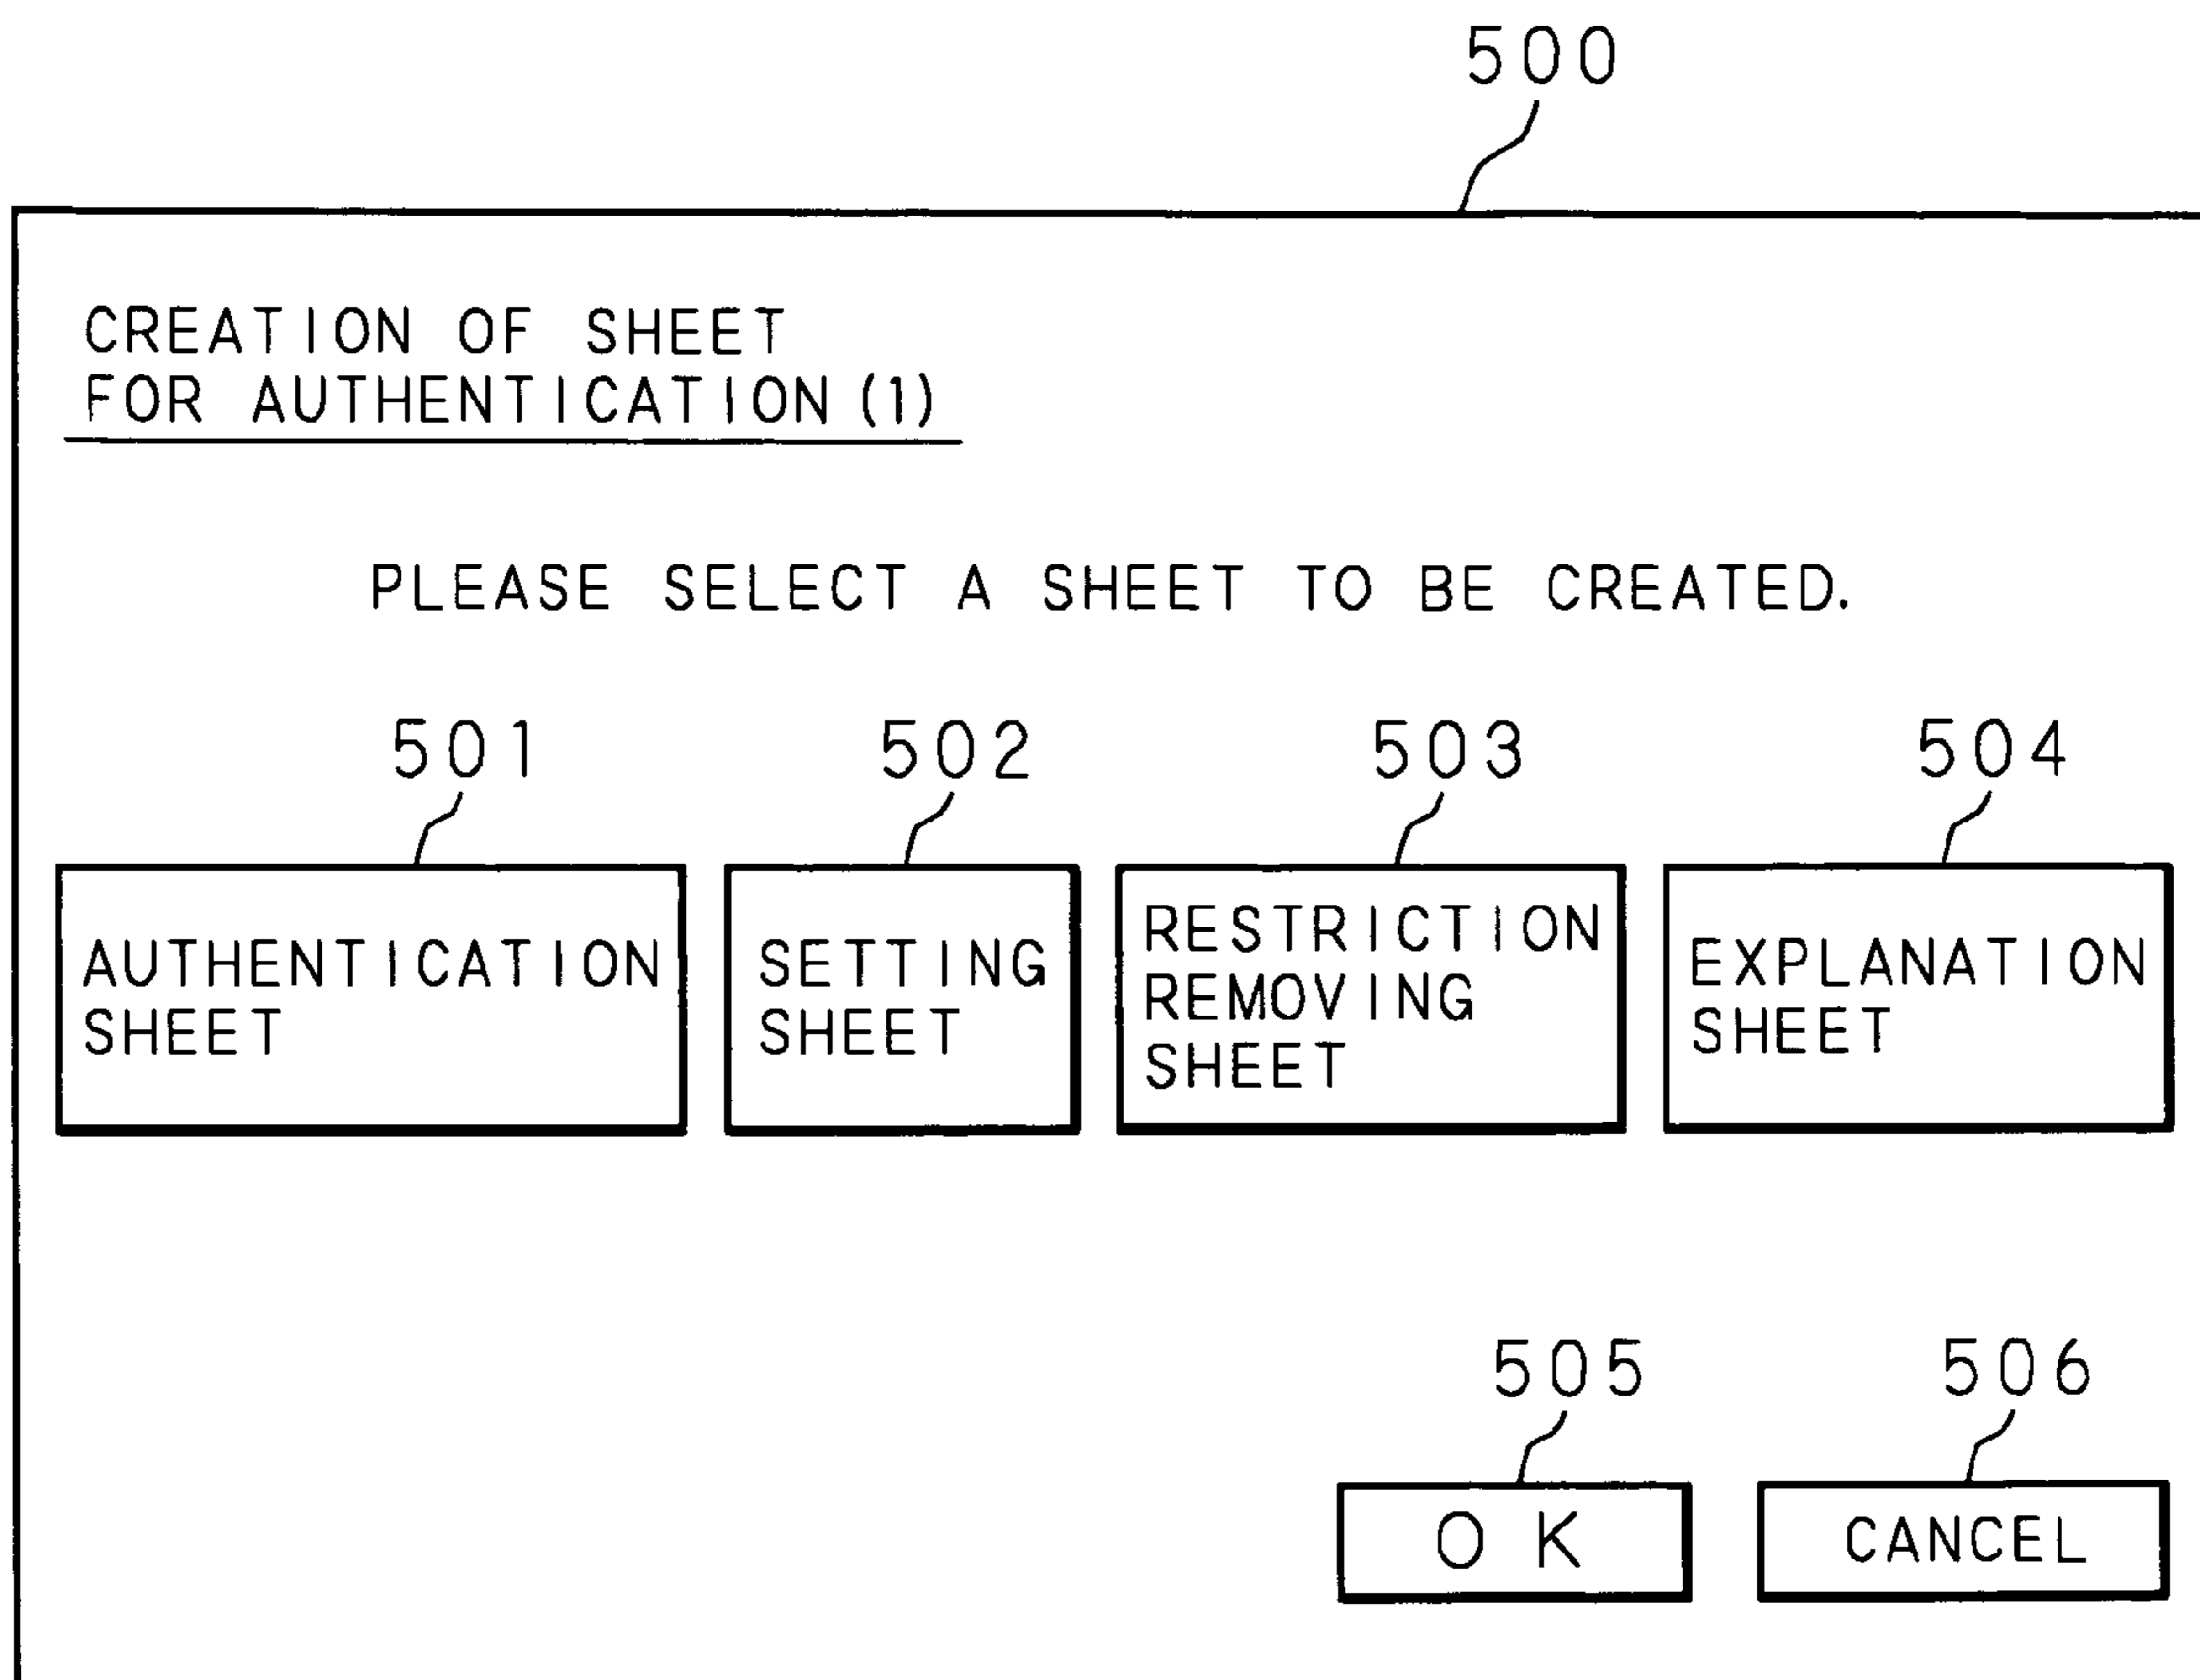 500
CREATION OF SHEET
FOR AUTHENTICATION(1)
PLEASE SELECT A SHEET TO BE CREATED.
501 502 503 504
AUTHENTICATION
SHEET
SETTING
SHEET
RESTRICTION
REMOVING
SHEET
EXPLANATION
SHEET
505 506
OK
CANCEL